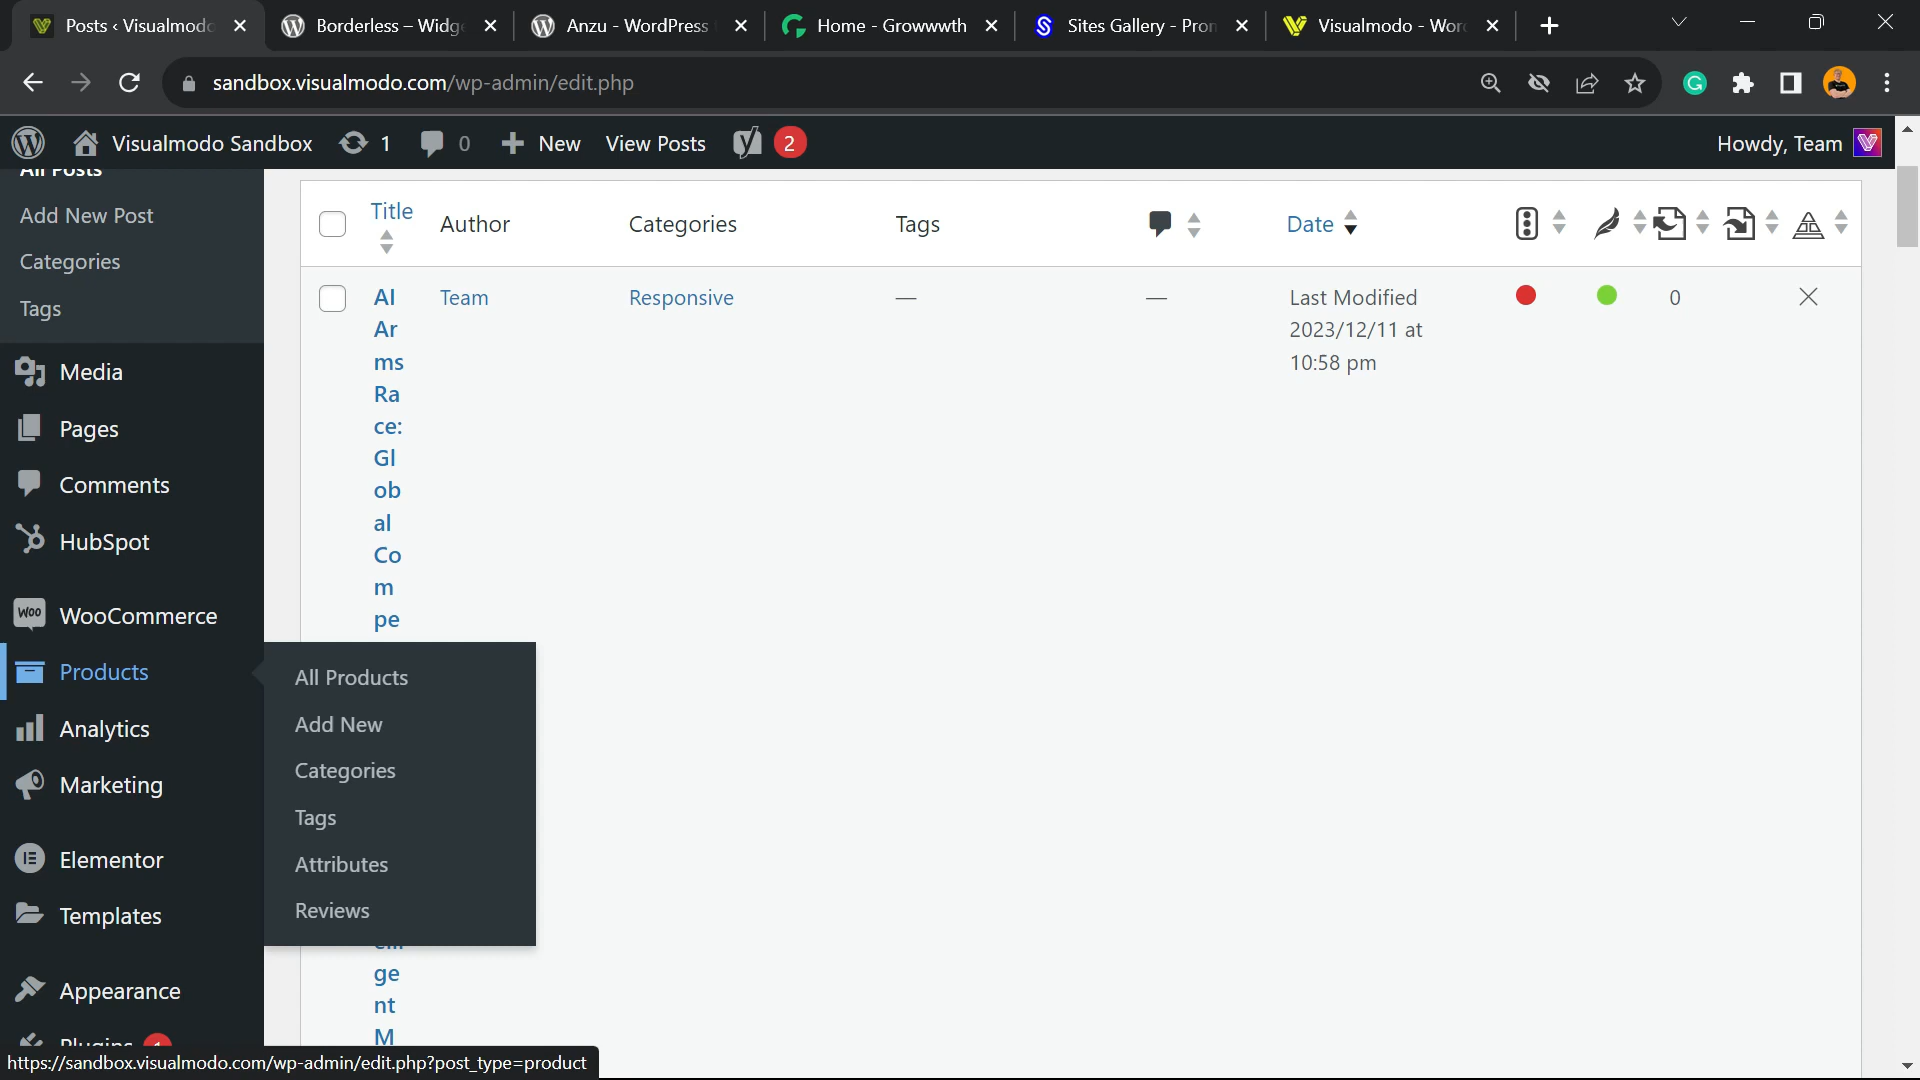 Posts ‹ Visualmodo
Borderless – Widg
Anzu - WordPress
Home - Growwwth
Sites Gallery - Pron
Visualmodo - Wor
sandbox.visualmodo.com/wp-admin/edit.php
Visualmodo Sandbox
1
0
New
View Posts
2
Howdy, Team
All Posts
Add New Post
Categories
Tags
Media
Pages
Comments
HubSpot
WooCommerce
Products
Analytics
Marketing
Elementor
Templates
Appearance
Plugins 1
All Products
Add New
Categories
Tags
Attributes
Reviews
Title
Author
Categories
Tags
Date
AI
Ar
ms
Ra
ce:
Gl
ob
al
Co
m
pe
ge
nt
M
Team
Responsive
—
—
Last Modified
2023/12/11 at
10:58 pm
0
https://sandbox.visualmodo.com/wp-admin/edit.php?post_type=product